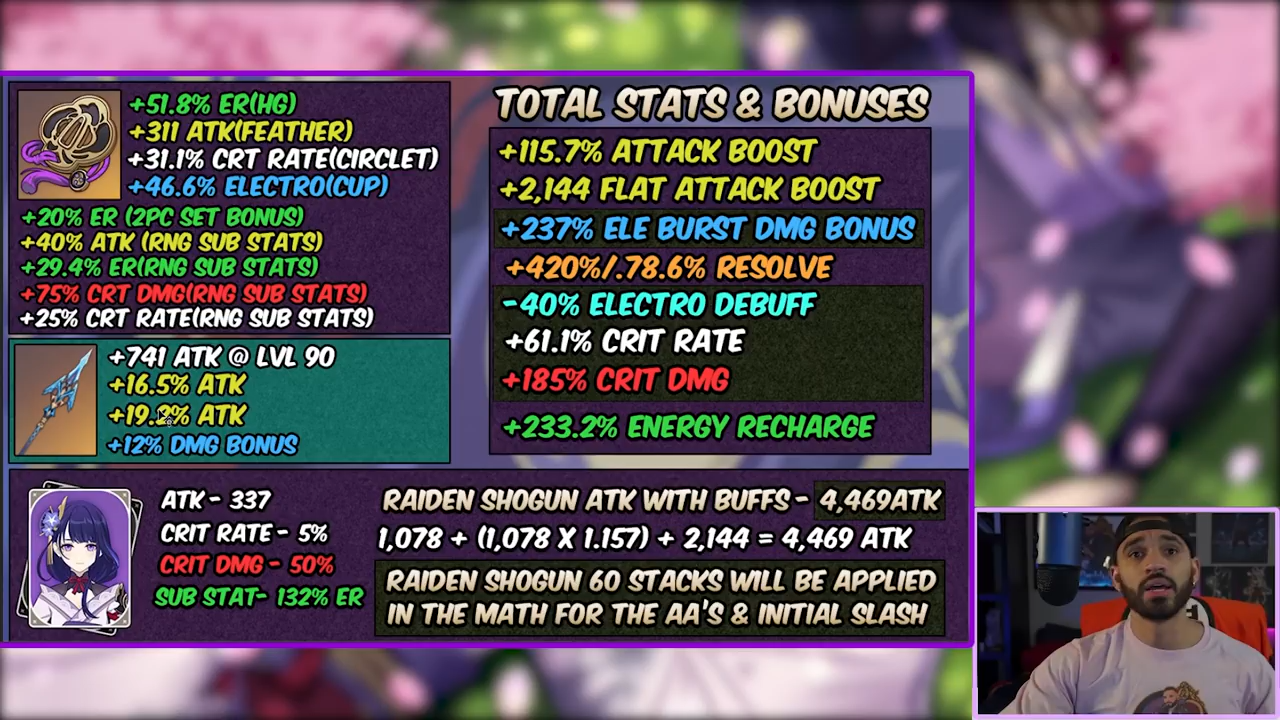 +51.8% ER(HG)
+311 ATK(FEATHER)
+31.1% CRT RATE(CIRCLET)
+46.6% ELECTRO(CUP)
+20% ER (2PC SET BONUS)
+40% ATK (RNG SUB STATS)
+29.4% ER(RNG SUB STATS)
+75% CRT DMG(RNG SUB STATS)
+25% CRT RATE(RNG SUB STATS)
+741 ATK @ LVL 90
+16.5% ATK
+19.2% ATK
+12% DMG BONUS
TOTAL STATS & BONUSES
+115.7% ATTACK BOOST
+2,144 FLAT ATTACK BOOST
+237% ELE BURST DMG BONUS
+420%/.78.6% RESOLVE
-40% ELECTRO DEBUFF
+61.1% CRIT RATE
+185% CRIT DMG
+233.2% ENERGY RECHARGE
ATK - 337
CRIT RATE - 5%
CRIT DMG - 50%
SUB STAT- 132% ER
RAIDEN SHOGUN ATK WITH BUFFS - 4,469ATK
1,078 + (1,078 X 1.157) + 2,144 = 4,469 ATK
RAIDEN SHOGUN 60 STACKS WILL BE APPLIED
IN THE MATH FOR THE AA'S & INITIAL SLASH